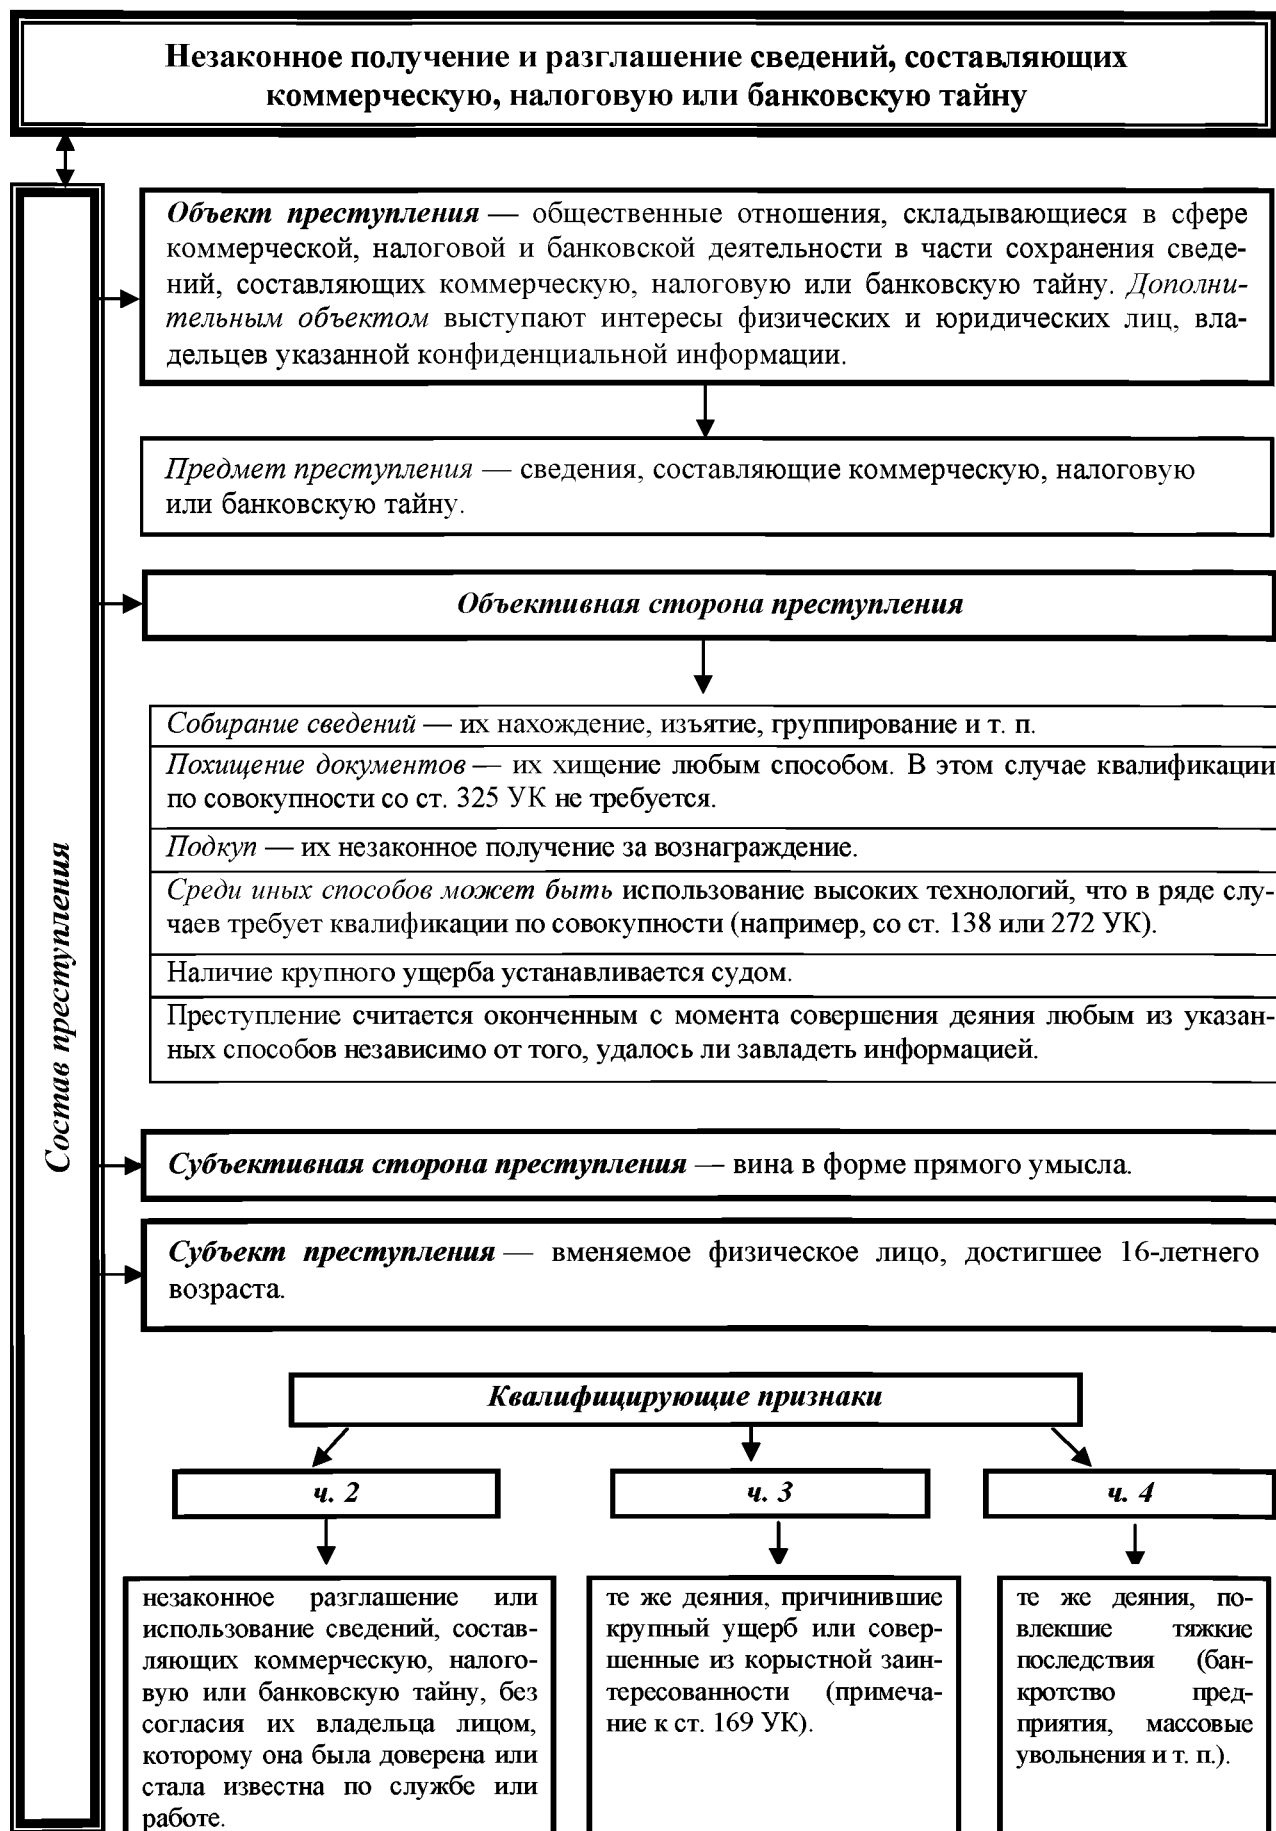 Незаконное получение и разглашение сведений, составляющих
коммерческую, налоговую или банковскую тайну
Состав преступления
Объект преступления — общественные отношения, складывающиеся в сфере
коммерческой, налоговой и банковской деятельности в части сохранения сведе-
ний, составляющих коммерческую, налоговую или банковскую тайну. Дополни-
тельным объектом выступают интересы физических и юридических лиц, вла-
дельцев указанной конфиденциальной информации.
Предмет преступления — сведения, составляющие коммерческую, налоговую
или банковскую тайну.
Объективная сторона преступления
Собирание сведений — их нахождение, изъятие, группирование и т. п.
Похищение документов — их хищение любым способом. В этом случае квалификации
по совокупности со ст. 325 УК не требуется.
Подкуп — их незаконное получение за вознаграждение.
Среди иных способов может быть использование высоких технологий, что в ряде слу-
чаев требует квалификации по совокупности (например, со ст. 138 или 272 УК).
Наличие крупного ущерба устанавливается судом.
Преступление считается оконченным с момента совершения деяния любым из указан-
ных способов независимо от того, удалось ли завладеть информацией.
Субъективная сторона преступления — вина в форме прямого умысла.
Субъект преступления — вменяемое физическое лицо, достигшее 16-летнего
возраста.
Квалифицирующие признаки
ч. 2
незаконное разглашение или
использование сведений, состав-
ляющих коммерческую, налого-
вую или банковскую тайну, без
согласия их владельца лицом,
которому она была доверена или
стала известна по службе или
работе.
ч. 3
те же деяния, причинившие
крупный ущерб или совер-
шенные из корыстной заин-
тересованности (примеча-
ние к ст. 169 УК).
ч. 4
те же деяния, по-
влекшие тяжкие
последствия (бан-
кротство пред-
приятия, массовые
увольнения и т. п.).